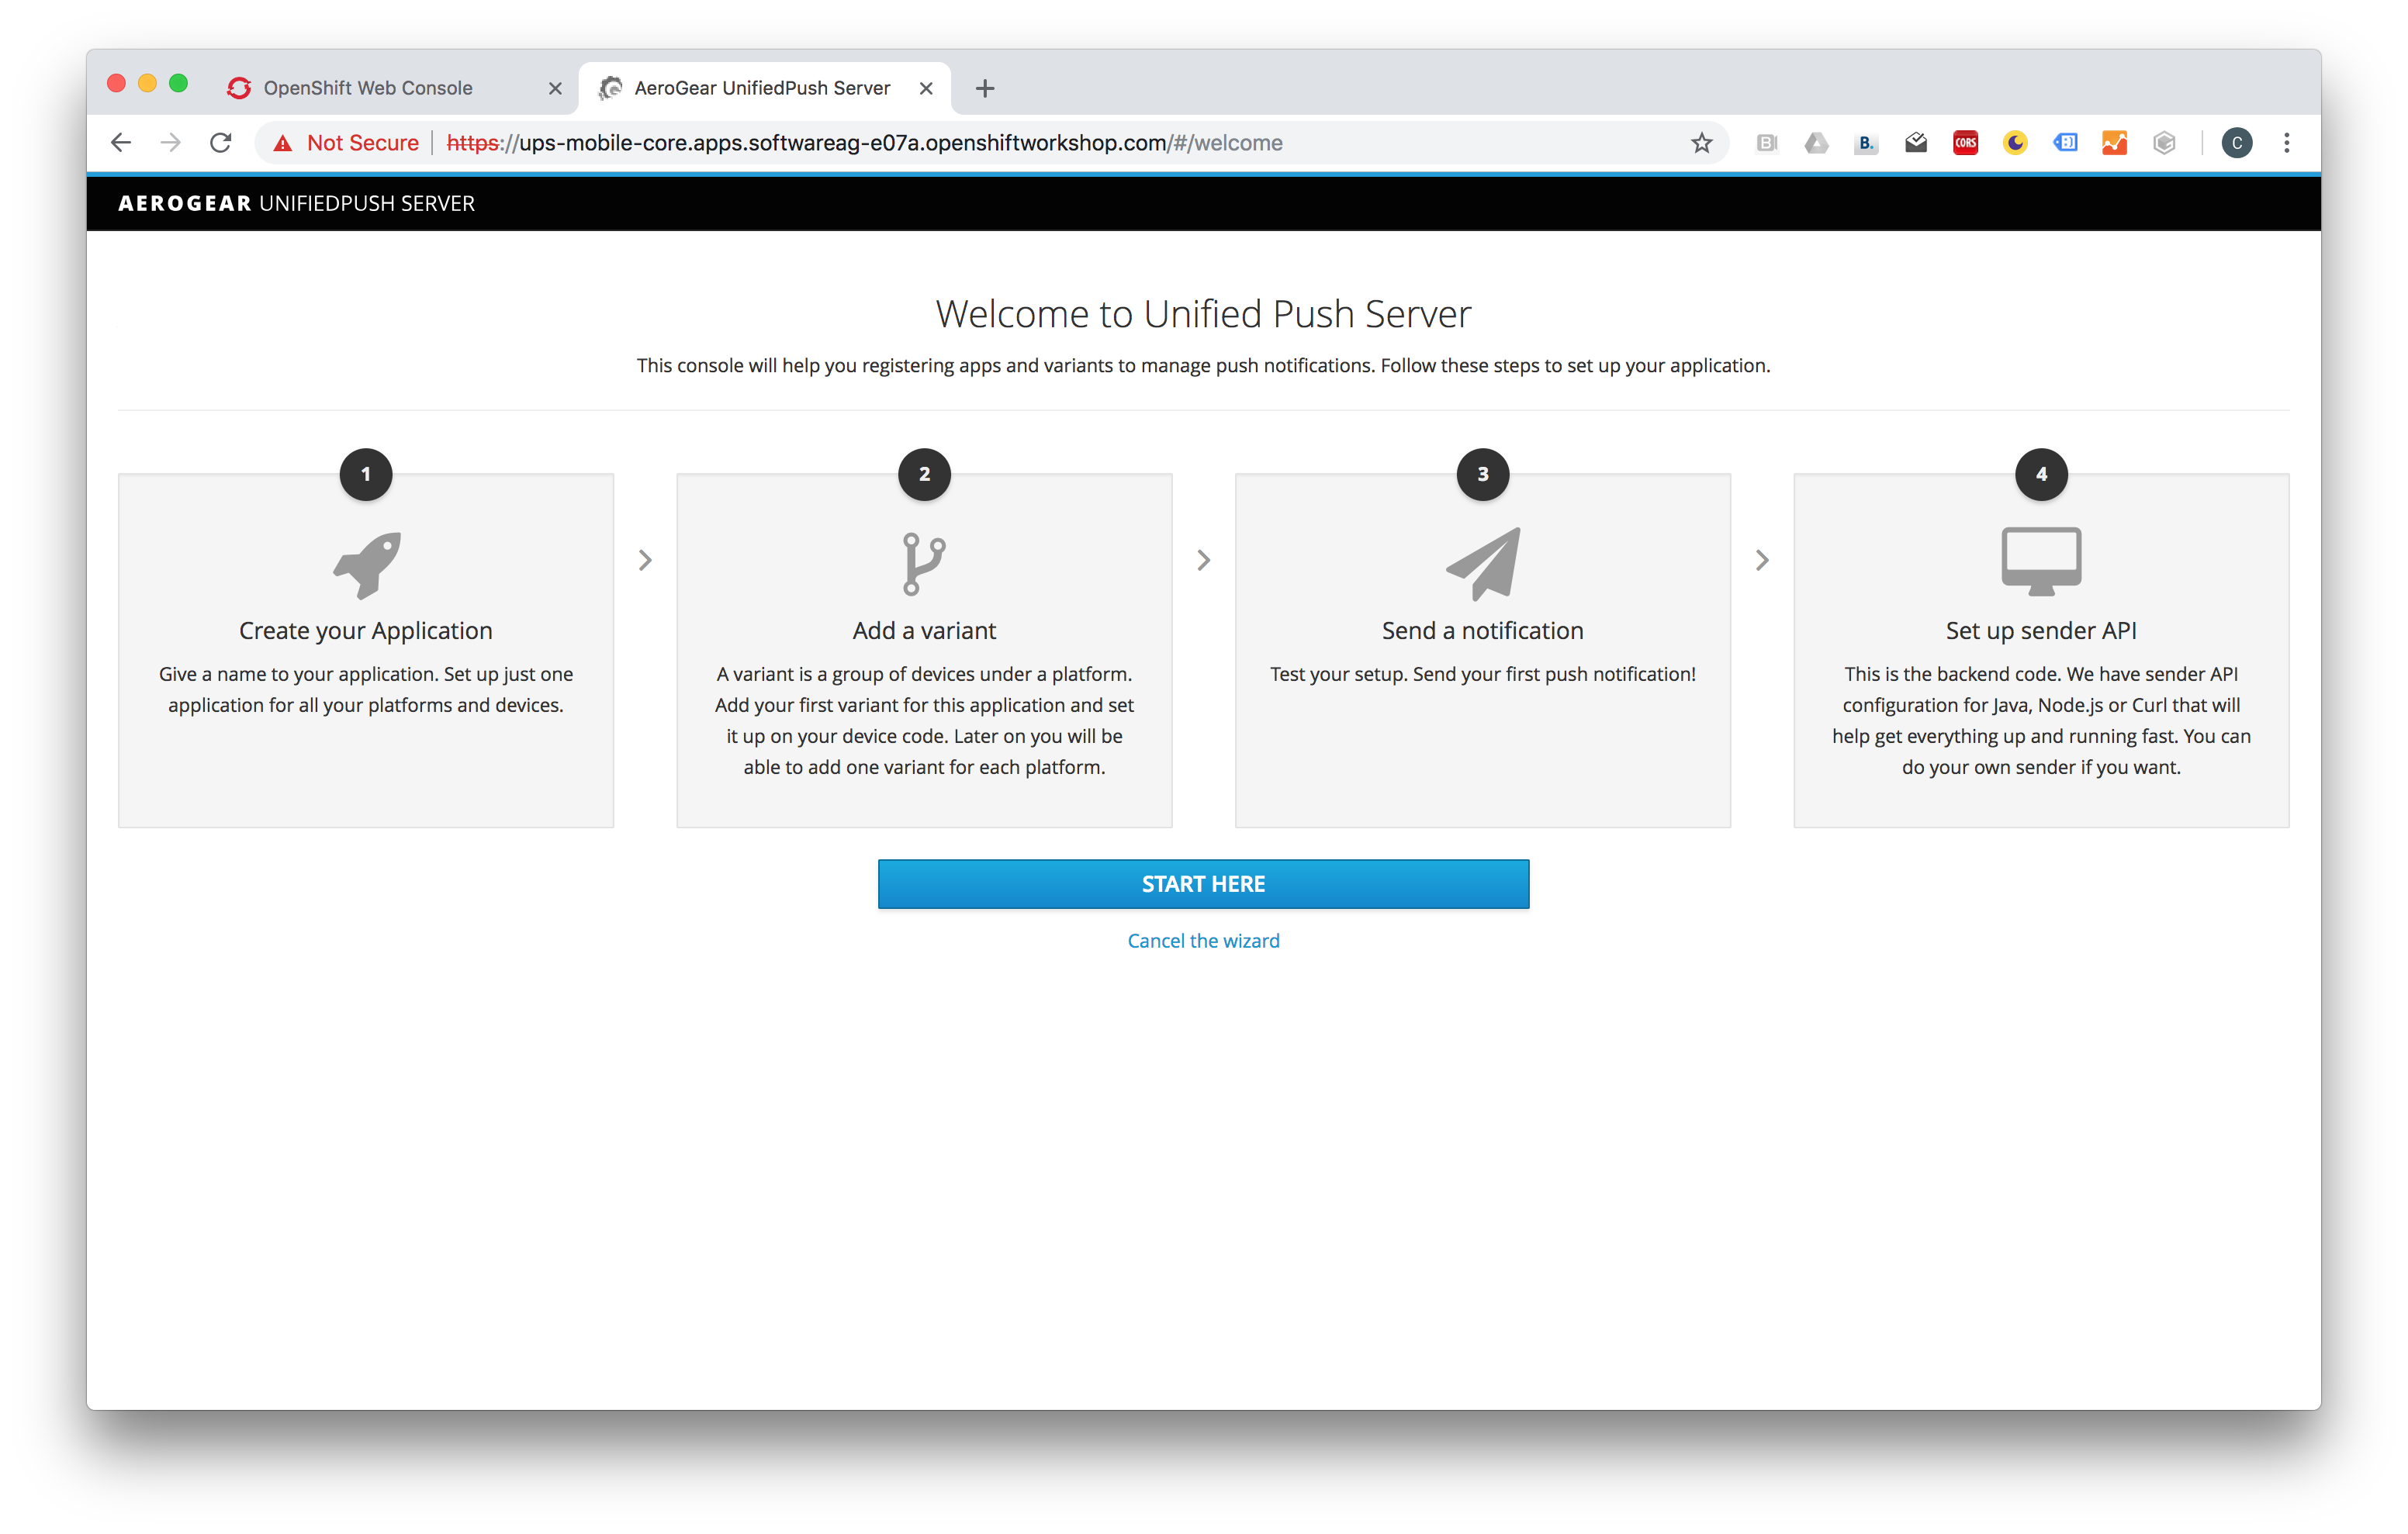 OpenShift Web Console
AeroGear UnifiedPush Server
Not Secure
https://ups-mobile-core.apps.softwareag-e07a.openshiftworkshop.com/#/welcome
B
B.
CORS
C
AEROGEAR UNIFIEDPUSH SERVER
Welcome to Unified Push Server
This console will help you registering apps and variants to manage push notifications. Follow these steps to set up your application.
1
Create your Application
Give a name to your application. Set up just one
application for all your platforms and devices.
2
Add a variant
A variant is a group of devices under a platform.
Add your first variant for this application and set
it up on your device code. Later on you will be
able to add one variant for each platform.
3
Send a notification
Test your setup. Send your first push notification!
4
Set up sender API
This is the backend code. We have sender API
configuration for Java, Node.js or Curl that will
help get everything up and running fast. You can
do your own sender if you want.
START HERE
Cancel the wizard